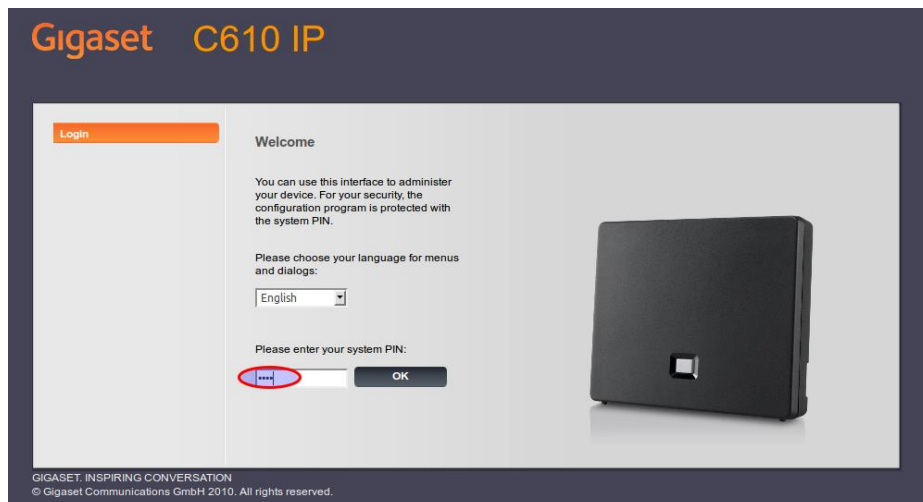 Gigaset C610 IP
Login
Welcome
You can use this interface to administer
your device. For your security, the
configuration program is protected with
the system PIN.
Please choose your language for menus
and dialogs:
English
Please enter your system PIN:
••••
OK
GIGASET. INSPIRING CONVERSATION
© Gigaset Communications GmbH 2010. All rights reserved.